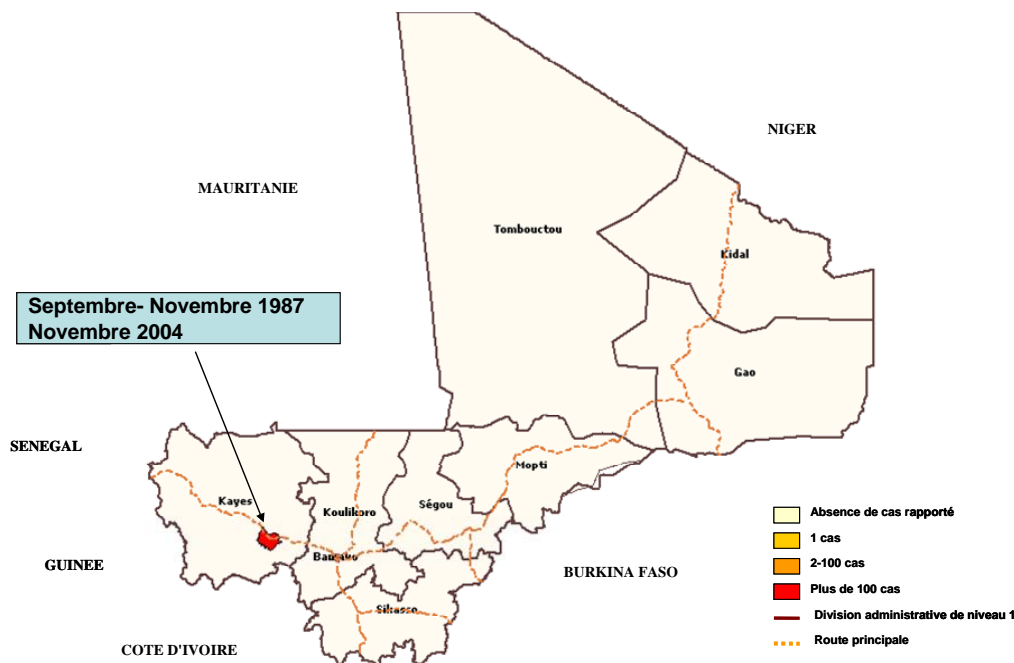 NIGER
MAURITANIE
Tombouctou
Kidal
Septembre- Novembre 1987
Novembre 2004
Gao
SENEGAL
Mopti
Kayes
Ségou
Koulikoro
Absence de cas rapporté
1 cas
Bamako
GUINEE
BURKINA FASO
2-100 cas
Plus de 100 cas
Sikasso
Division administrative de niveau 1
Route principale
COTE D'IVOIRE